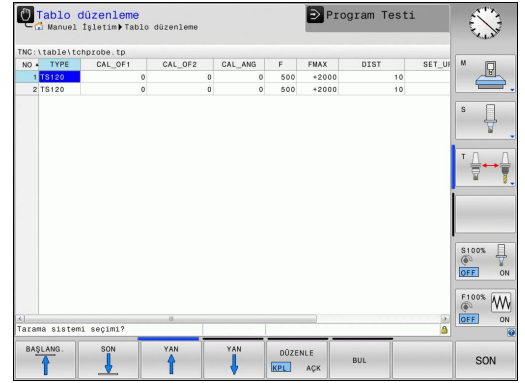 Tablo düzenleme
Program Testi
Manuel İşletim▶Tablo düzenleme
TNC:\table\tchprobe.tp
NO TYPE CAL_OF1 CAL_OF2 CAL_ANG F FMAX DIST SET_UP
1 TS120 0 0 0 500 +2000 10
2 TS120 0 0 0 500 +2000 10
Tarama sistemi seçimi?
M
S
T
S100%
OFF ON
F100%
OFF ON
BAŞLANG.
SON
YAN
YAN
DÜZENLE
KPL AÇK
BUL
SON